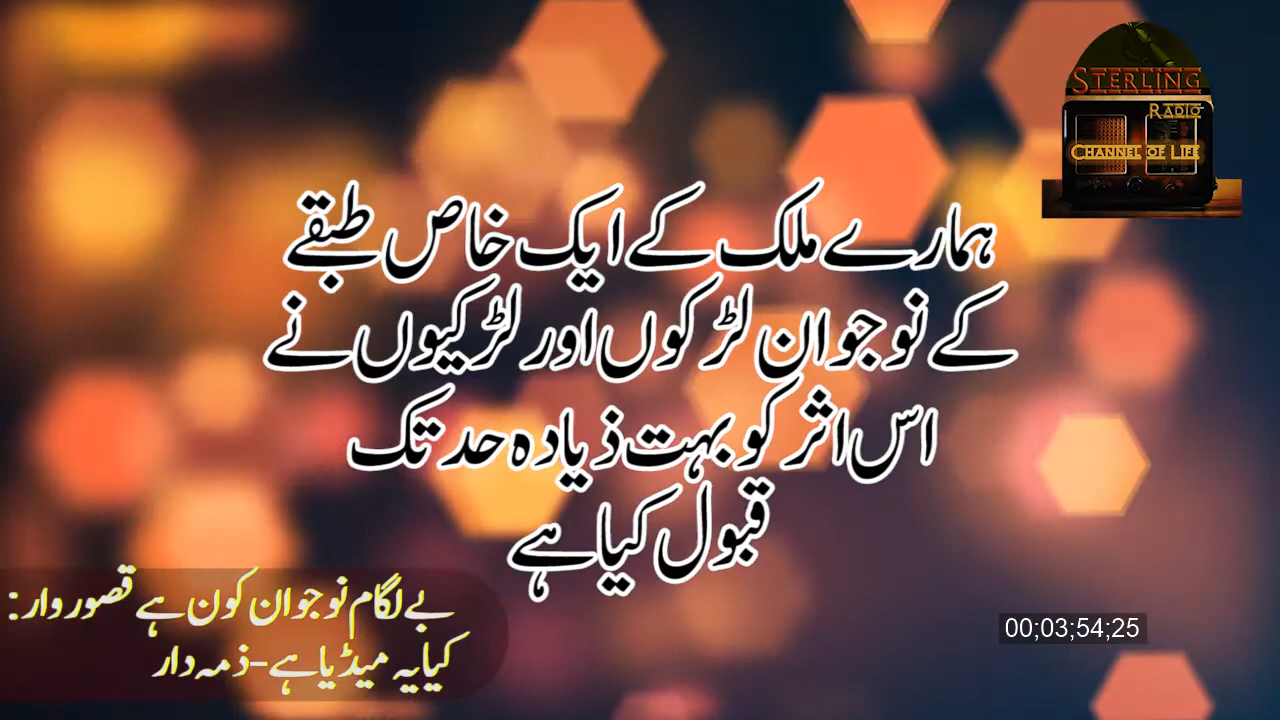 STERLING
RADIO
CHANNEL OF LIFE
ہمارے ملک کے ایک خاص طبقے
کے نوجوان لڑکوں اور لڑکیوں نے
اس اثر کو بہت ذیادہ حد تک
قبول کیا ہے
بے لگام نوجوان کون ہے قصوروار:
کیا یہ میڈیا ہے-ذمہ دار
00;03;54;25